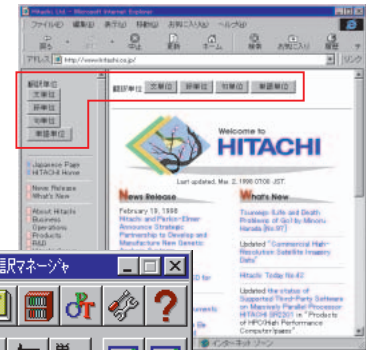 Hitachi Ltd. - Microsoft Internet Explorer
ファイル(F) 編集(E) 表示(V) 移動(G) お気に入り(A) ヘルプ(H)
戻る 中止 更新 ホーム 検索 お気に入り 履歴
アドレス http://www.hitachi.co.jp/ リンク
翻訳単位
文単位
節単位
句単位
単語単位
翻訳単位 文単位 節単位 句単位 単語単位
Japanese Page
HITACHI Home
News Release
What's New
About Hitachi
Business
Operations
Products
R&D
Welcome to
HITACHI
Last updated, Mar. 2, 1998 07:00 JST
News Release
February 19, 1998
Hitachi and Perkin-Elmer
Announce Strategic
Partnership to Develop and
Manufacture New Genetic
What's New
Updated "Commercial High-
Resolution Satellite Imagery
Data"
Hitachi Today No.42
Updated the status of
Supported Third-Party Software
on Massively Parallel Processor
HITACHI SR2201 in "Products
of HPC(High Performance
Computer)pages"
訳マネージャ
インターネット ゾーン